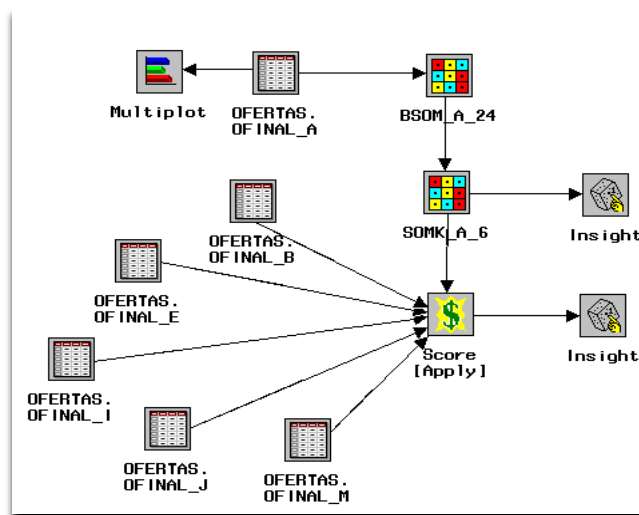 Multiplot
OFERTAS.
OFINAL_A
BSOM_A_24
SOMK_A_6
Insight
OFERTAS.
OFINAL_B
OFERTAS.
OFINAL_E
Score
[Apply]
Insight
OFERTAS.
OFINAL_I
OFERTAS.
OFINAL_J
OFERTAS.
OFINAL_M